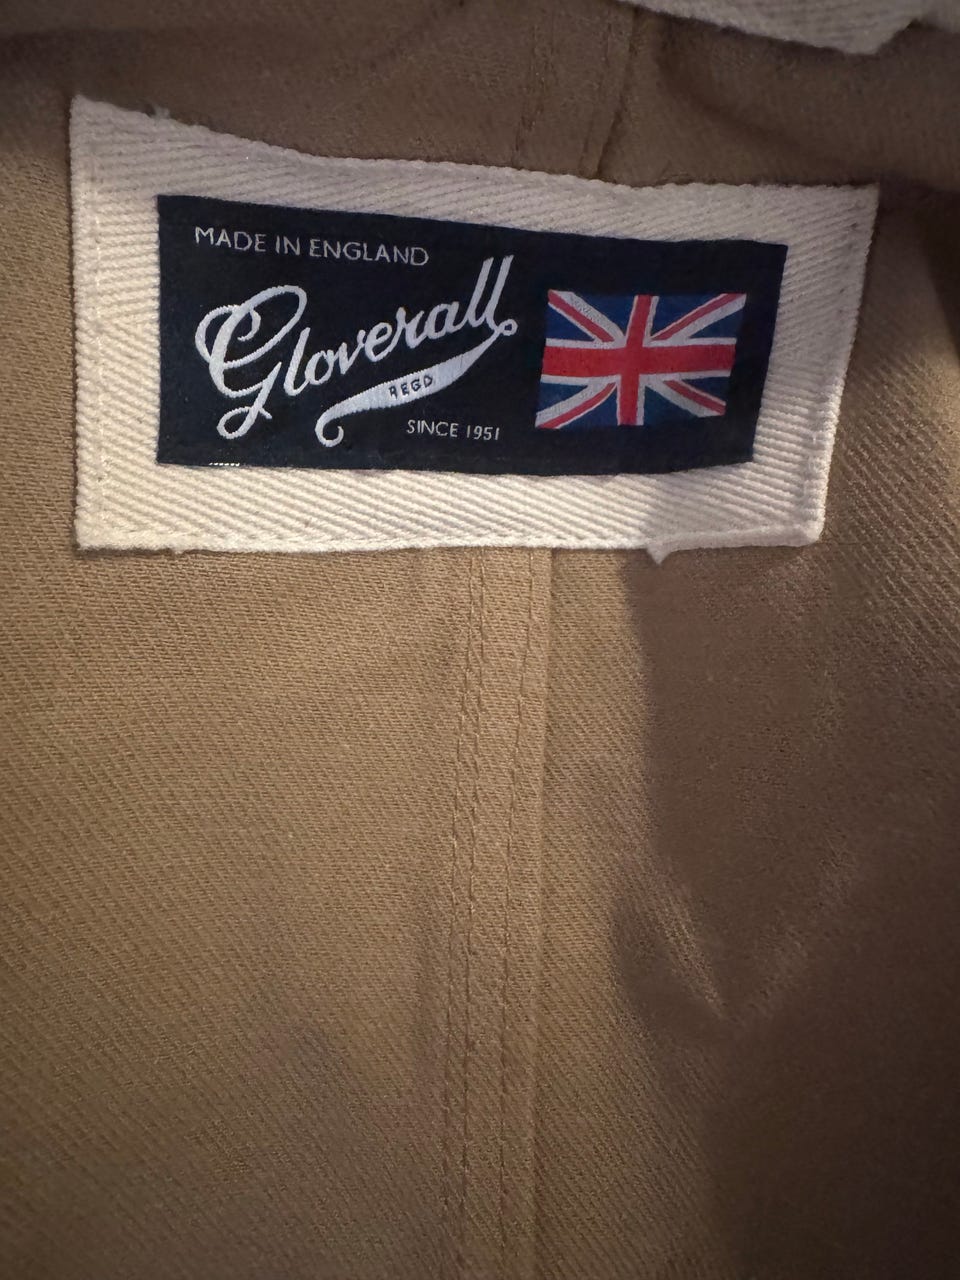 MADE IN ENGLAND
Gloverall
REGD
SINCE 1951